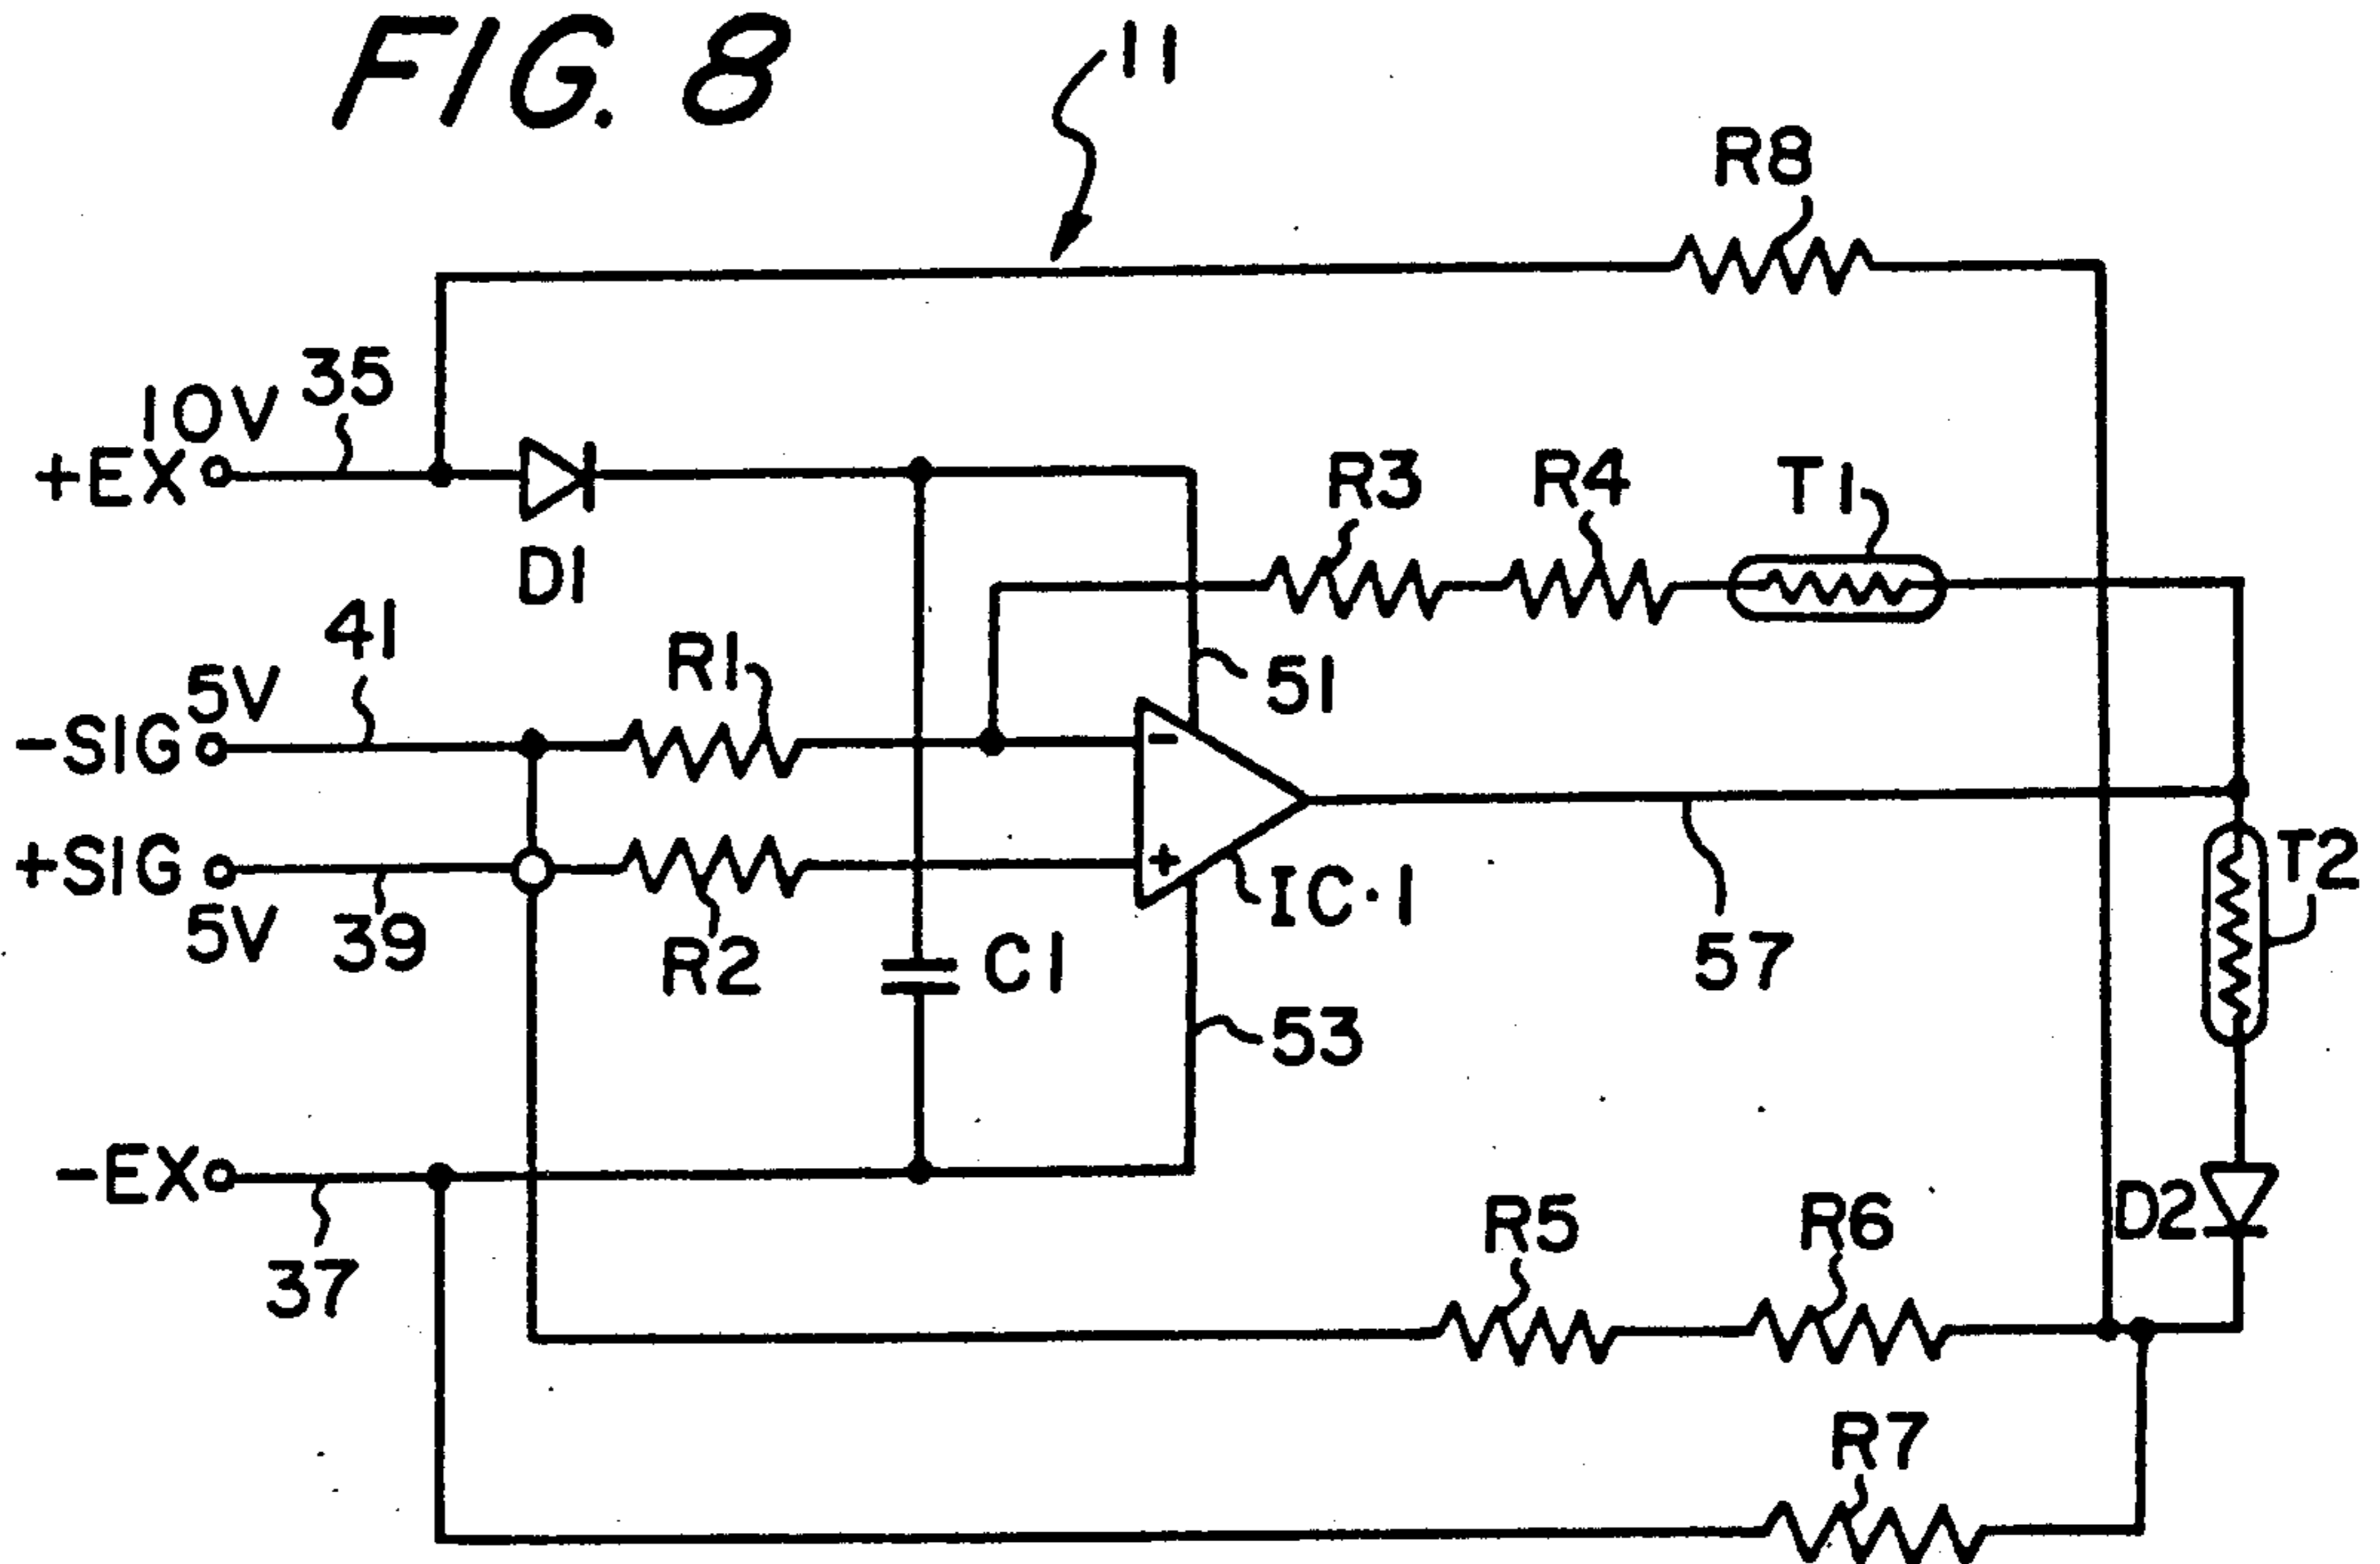 FIG. 8
11
R8
10V 35
+EX
D1
R3 R4 T1
41
5V
-SIG
R1
51
+SIG
5V 39
R2
-
+
IC·1
T2
C1
57
53
-EX
37
R5 R6
D2
R7